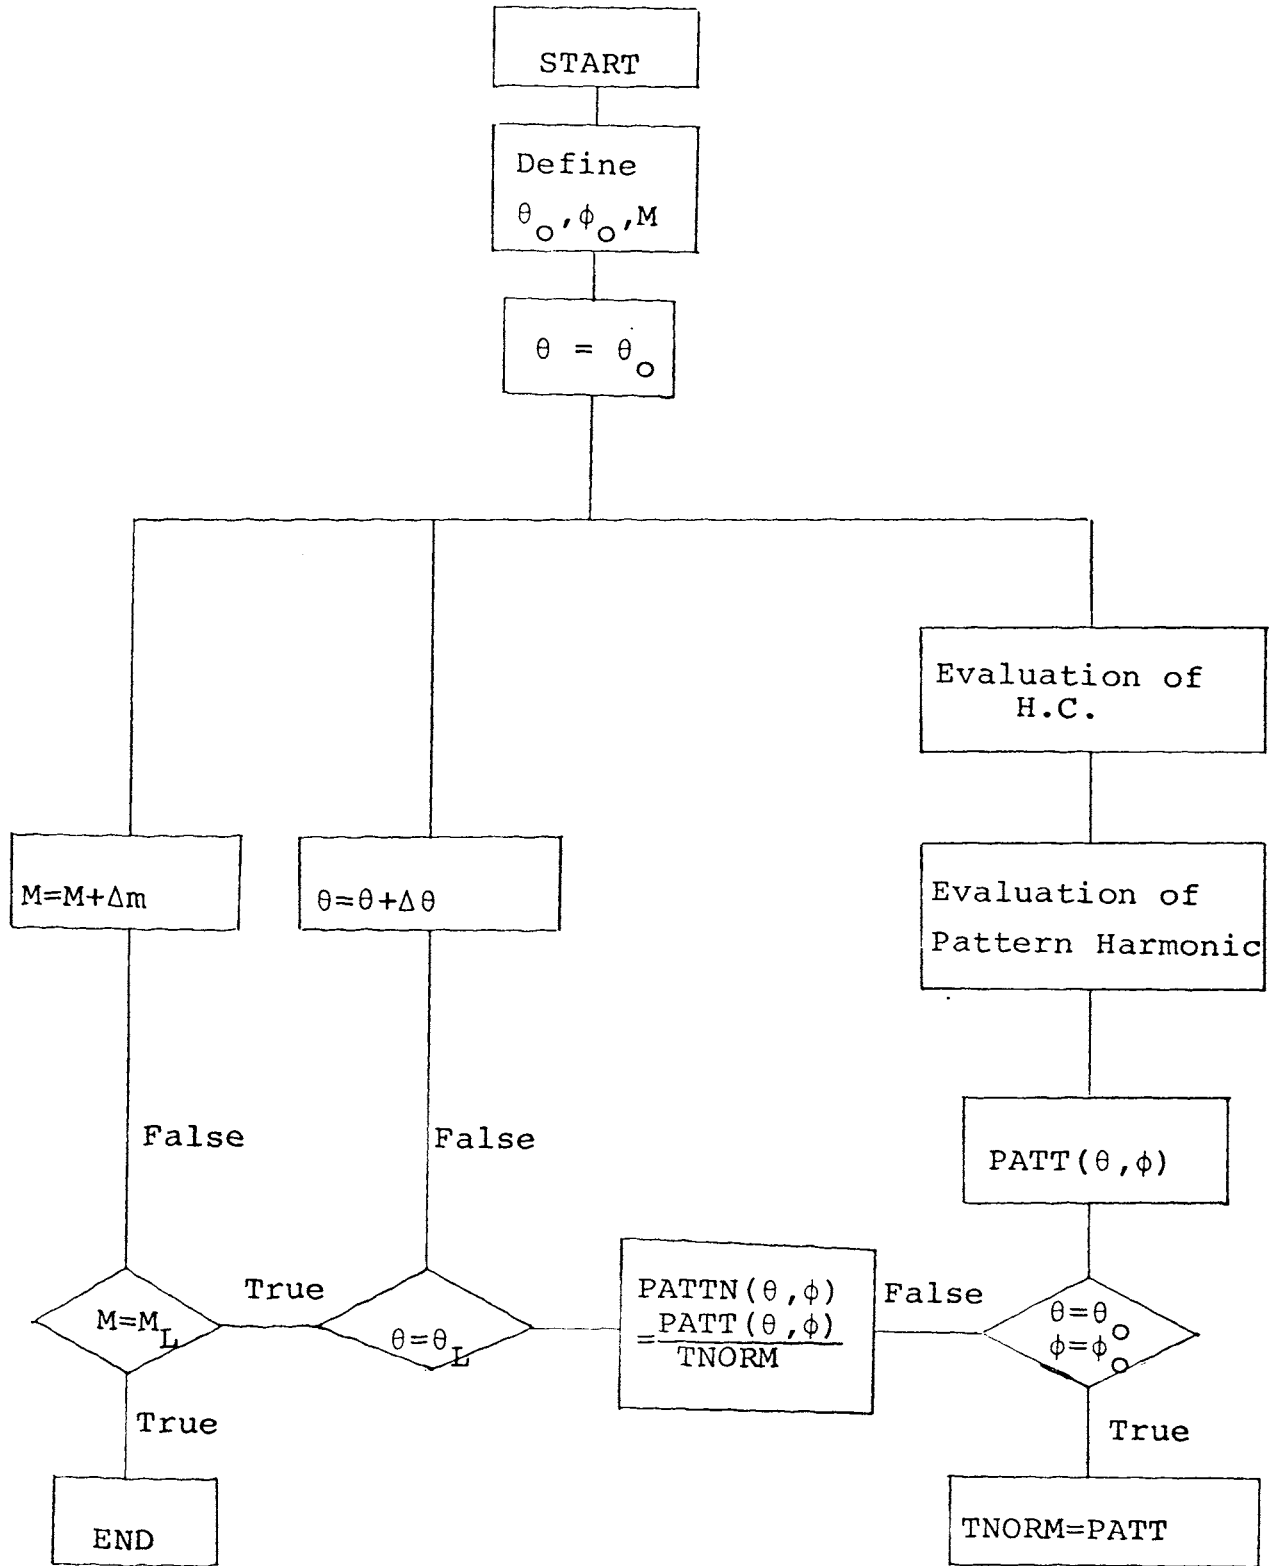 START
Define
θo,ϕo,M
θ = θo
Evaluation of
H.C.
M=M+Δm
θ=θ+Δθ
Evaluation of
Pattern Harmonic
False
False
PATT(θ,ϕ)
M=ML
True
θ=θL
PATTN(θ,ϕ)
=PATT(θ,ϕ)
TNORM
False
θ=θo
ϕ=ϕo
True
True
END
TNORM=PATT